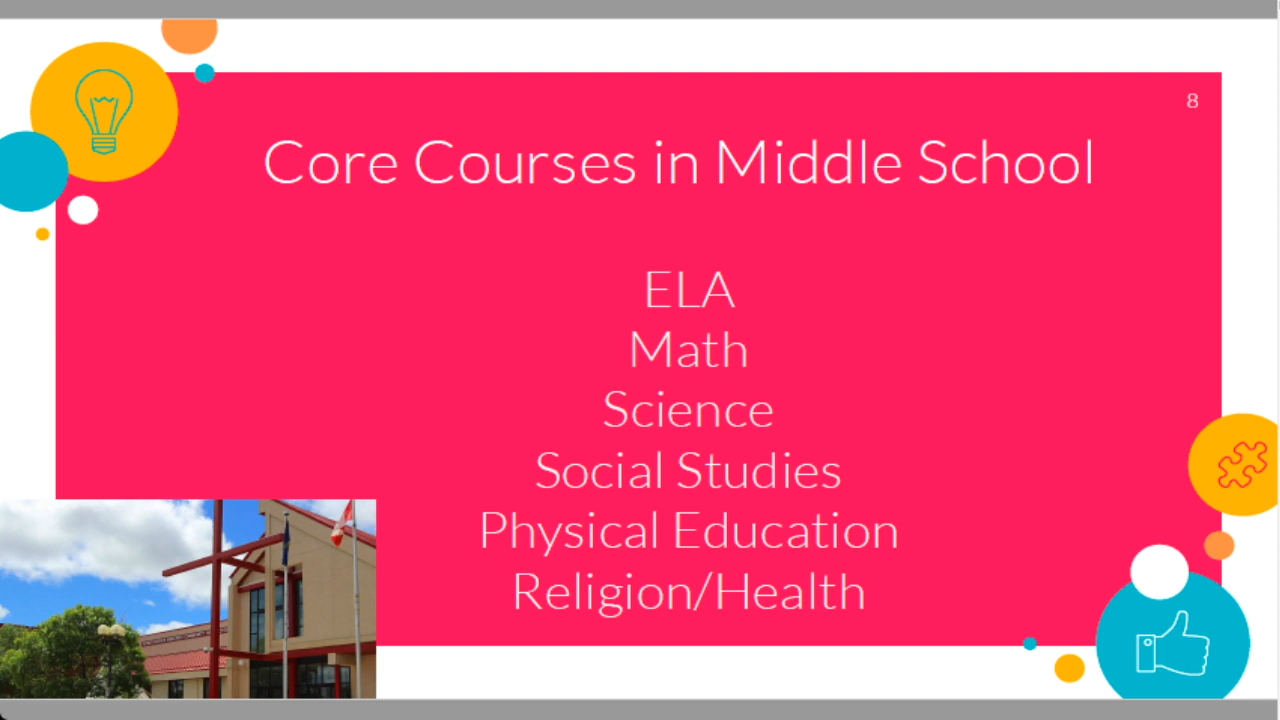 8
Core Courses in Middle School
ELA
Math
Science
Social Studies
Physical Education
Religion/Health